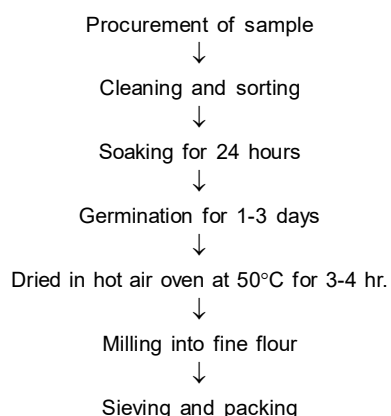 Procurement of sample
↓
Cleaning and sorting
↓
Soaking for 24 hours
↓
Germination for 1-3 days
↓
Dried in hot air oven at 50°C for 3-4 hr.
↓
Milling into fine flour
↓
Sieving and packing